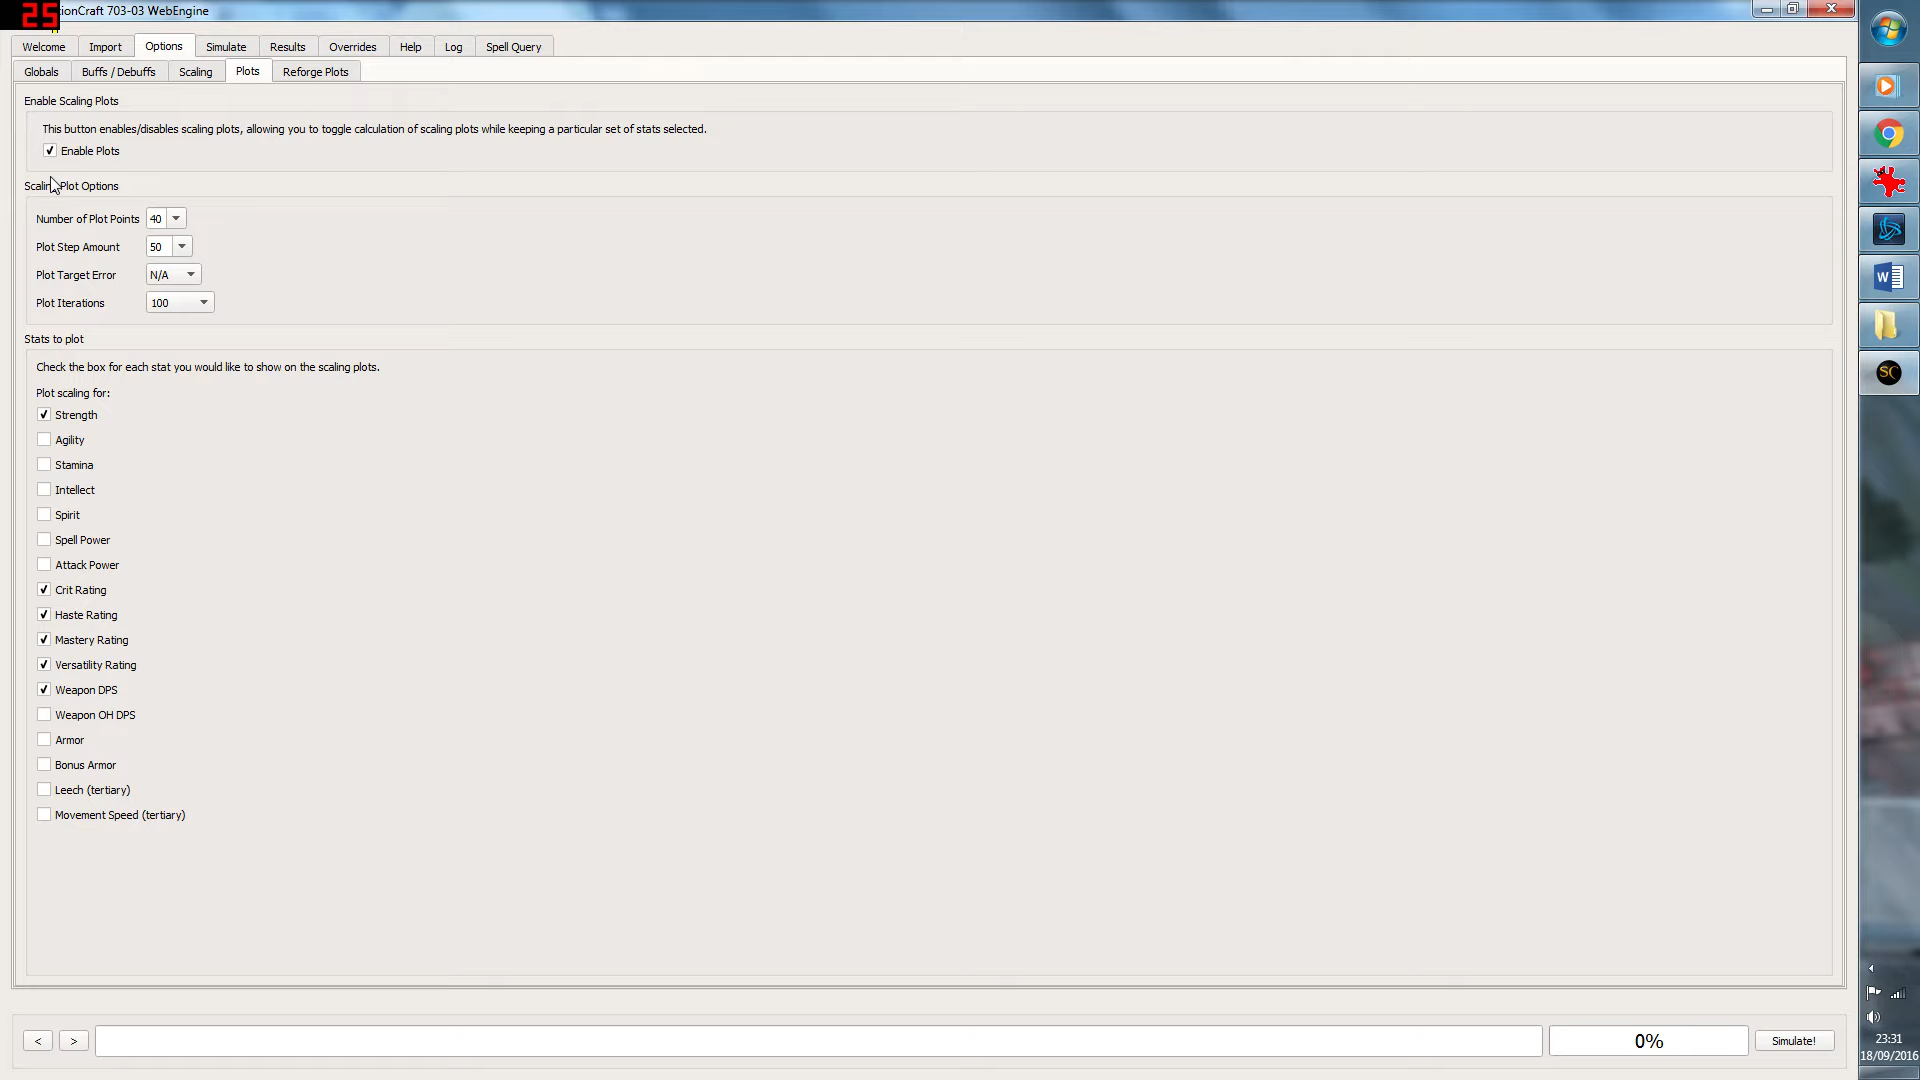 25
ionCraft 703-03 WebEngine
Welcome Import Options Simulate Results Overrides Help Log Spell Query
Globals Buffs / Debuffs Scaling Plots Reforge Plots
Enable Scaling Plots
This button enables/disables scaling plots, allowing you to toggle calculation of scaling plots while keeping a particular set of stats selected.
Enable Plots
Scaling Plot Options
Number of Plot Points 40
Plot Step Amount 50
Plot Target Error N/A
Plot Iterations 100
Stats to plot
Check the box for each stat you would like to show on the scaling plots.
Plot scaling for:
Strength
Agility
Stamina
Intellect
Spirit
Spell Power
Attack Power
Crit Rating
Haste Rating
Mastery Rating
Versatility Rating
Weapon DPS
Weapon OH DPS
Armor
Bonus Armor
Leech (tertiary)
Movement Speed (tertiary)
< > 0% Simulate!
W
SC
23:31
18/09/2016